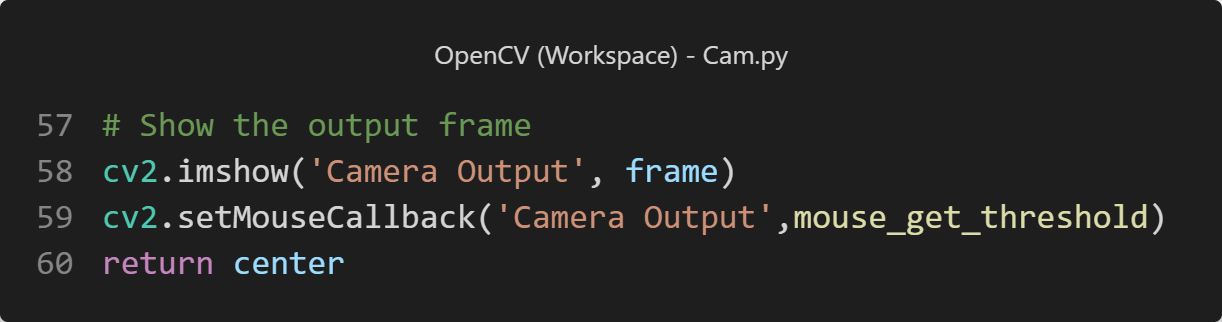 OpenCV (Workspace) - Cam.py
57 # Show the output frame
58 cv2.imshow('Camera Output', frame)
59 cv2.setMouseCallback('Camera Output',mouse_get_threshold)
60 return center